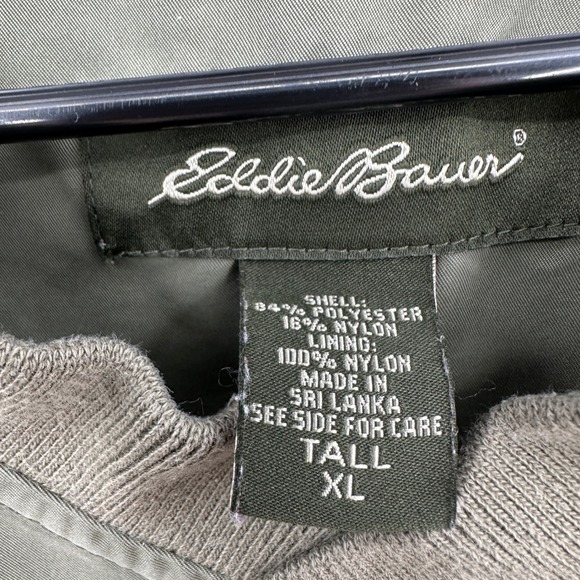 Eddie Bauer®
SHELL:
84% POLYESTER
16% NYLON
LINING:
100% NYLON
MADE IN
SRI LANKA
SEE SIDE FOR CARE
TALL
XL